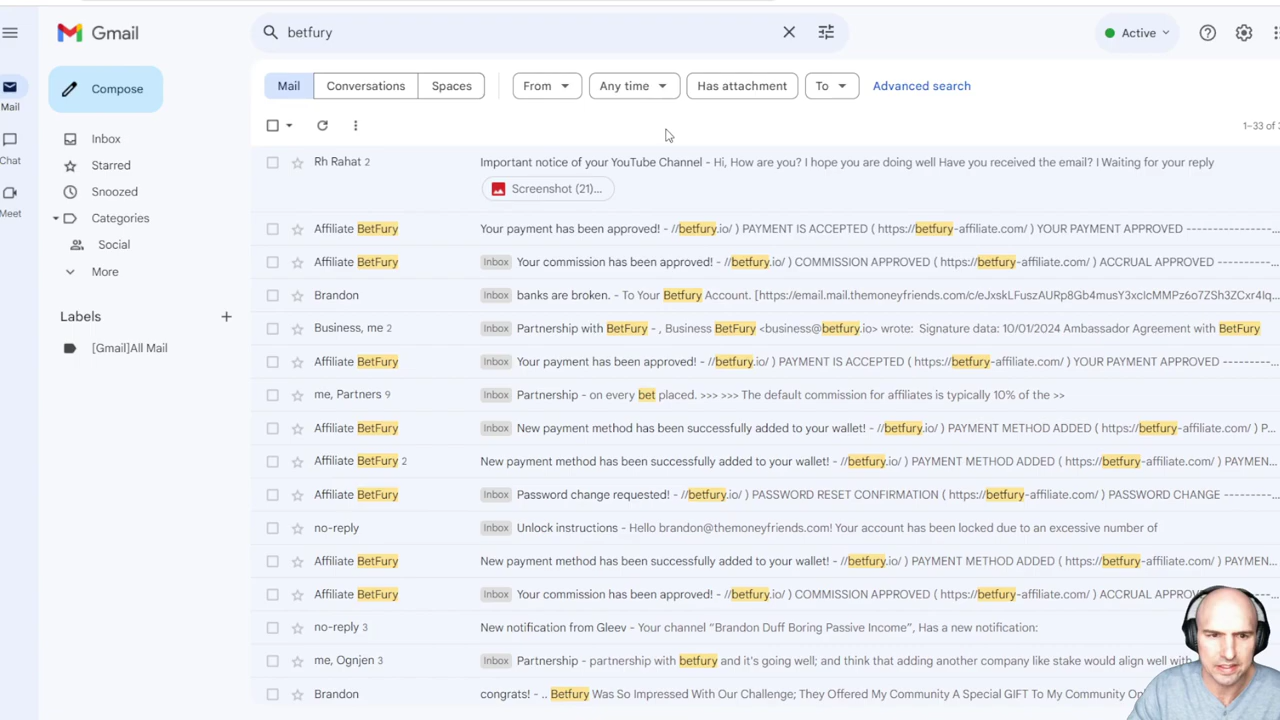 Gmail
betfury
Active
Mail
Compose
Mail Conversations Spaces From Any time Has attachment To Advanced search
Chat
Meet
Inbox
Starred
Snoozed
Categories
Social
More
Labels
[Gmail]All Mail
1–33 of
Rh Rahat 2 Important notice of your YouTube Channel - Hi, How are you? I hope you are doing well Have you received the email? I Waiting for your reply
Screenshot (21)...
Affiliate BetFury Your payment has been approved! - //betfury.io/ ) PAYMENT IS ACCEPTED ( https://betfury-affiliate.com/ ) YOUR PAYMENT APPROVED ---------------...
Affiliate BetFury Inbox Your commission has been approved! - //betfury.io/ ) COMMISSION APPROVED ( https://betfury-affiliate.com/ ) ACCRUAL APPROVED -----------...
Brandon Inbox banks are broken. - To Your Betfury Account.
Business, me 2 Inbox Partnership with BetFury - , Business BetFury <business@betfury.io> wrote: Signature data: 10/01/2024 Ambassador Agreement with BetFury
Affiliate BetFury Inbox Your payment has been approved! - //betfury.io/ ) PAYMENT IS ACCEPTED ( https://betfury-affiliate.com/ ) YOUR PAYMENT APPROVED --------...
me, Partners 9 Inbox Partnership - on every bet placed. >>> >>> The default commission for affiliates is typically 10% of the >>
Affiliate BetFury Inbox New payment method has been successfully added to your wallet! - //betfury.io/ ) PAYMENT METHOD ADDED ( https://betfury-affiliate.com/ ) P...
Affiliate BetFury 2 New payment method has been successfully added to your wallet! - //betfury.io/ ) PAYMENT METHOD ADDED ( https://betfury-affiliate.com/ ) PAYMEN...
Affiliate BetFury Inbox Password change requested! - //betfury.io/ ) PASSWORD RESET CONFIRMATION ( https://betfury-affiliate.com/ ) PASSWORD CHANGE ---------...
no-reply Inbox Unlock instructions - Hello brandon@themoneyfriends.com! Your account has been locked due to an excessive number of
Affiliate BetFury Inbox New payment method has been successfully added to your wallet! - //betfury.io/ ) PAYMENT METHOD ADDED ( https://betfury-affiliate.com/ ) PAYMEN...
Affiliate BetFury Inbox Your commission has been approved! - //betfury.io/ ) COMMISSION APPROVED ( https://betfury-affiliate.com/ ) ACCRUAL
no-reply 3 New notification from Gleev - Your channel “Brandon Duff Boring Passive Income”, Has a new notification:
me, Ognjen 3 Inbox Partnership - partnership with betfury and it's going well; and think that adding another company like stake would align well with
Brandon congrats! - .. Betfury Was So Impressed With Our Challenge; They Offered My Community A Special GIFT To My Community